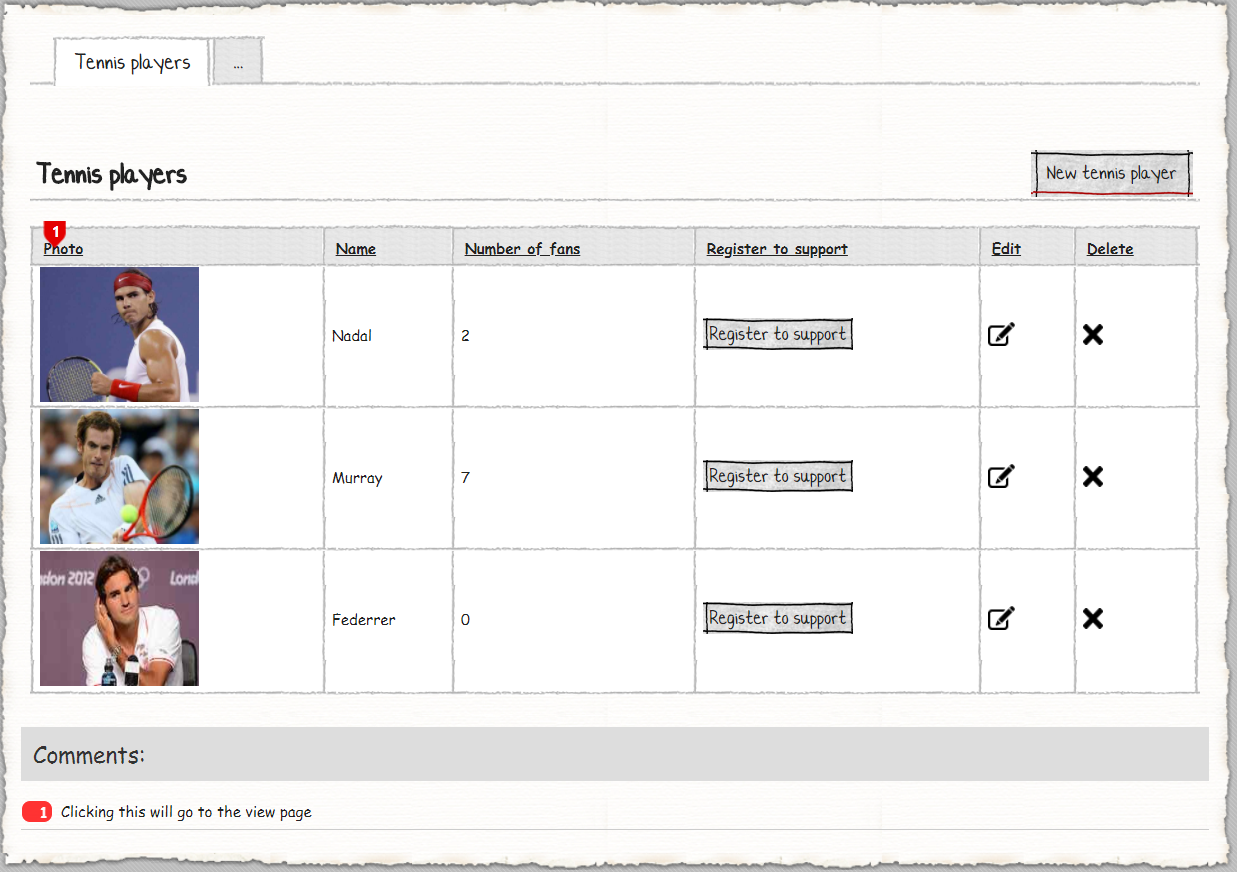 Tennis players
...
Tennis players
New tennis player
1
Photo Name Number of fans Register to support Edit Delete
Nadal 2 Register to support
Murray 7 Register to support
don 2012 Lond
Federrer 0 Register to support
Comments:
1 Clicking this will go to the view page